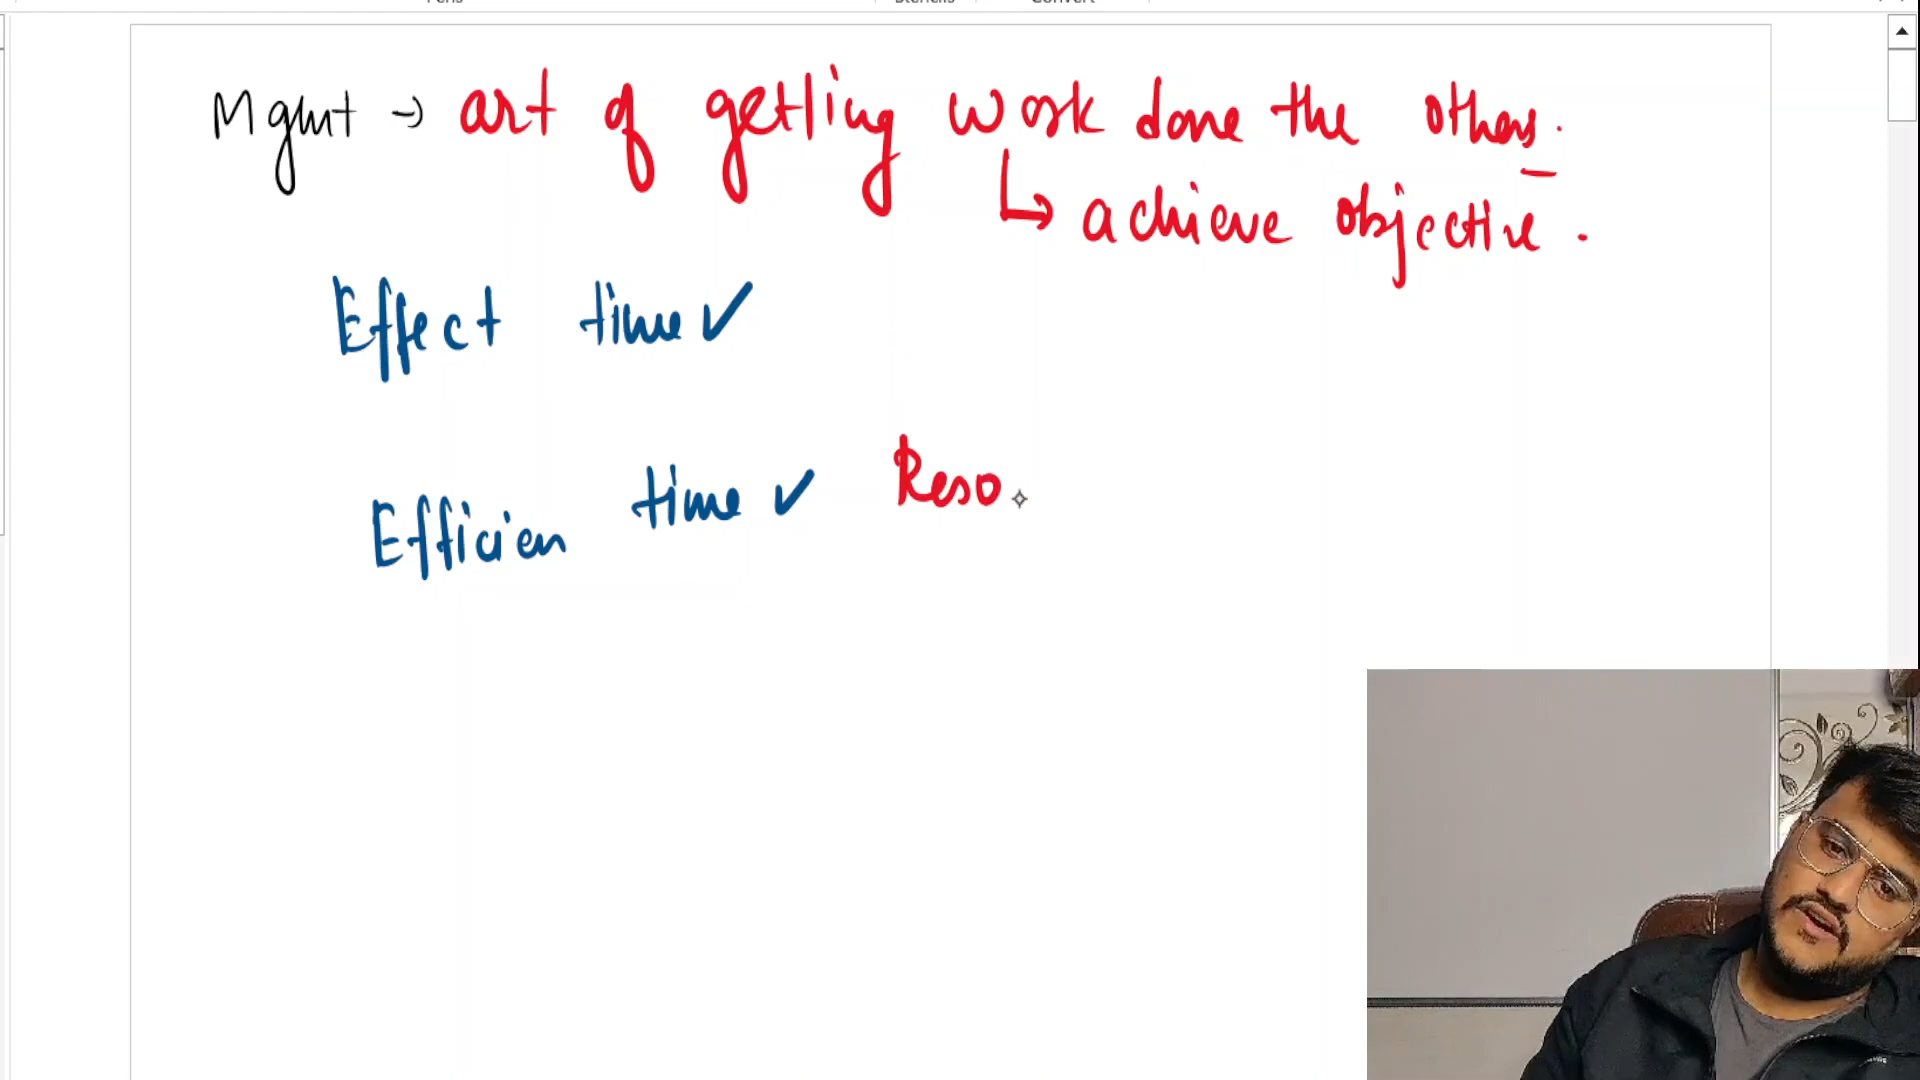 Mgmt → art of getting work done the others.
↳ achieve objective.
Effect time ✓
Efficien time ✓ Reso